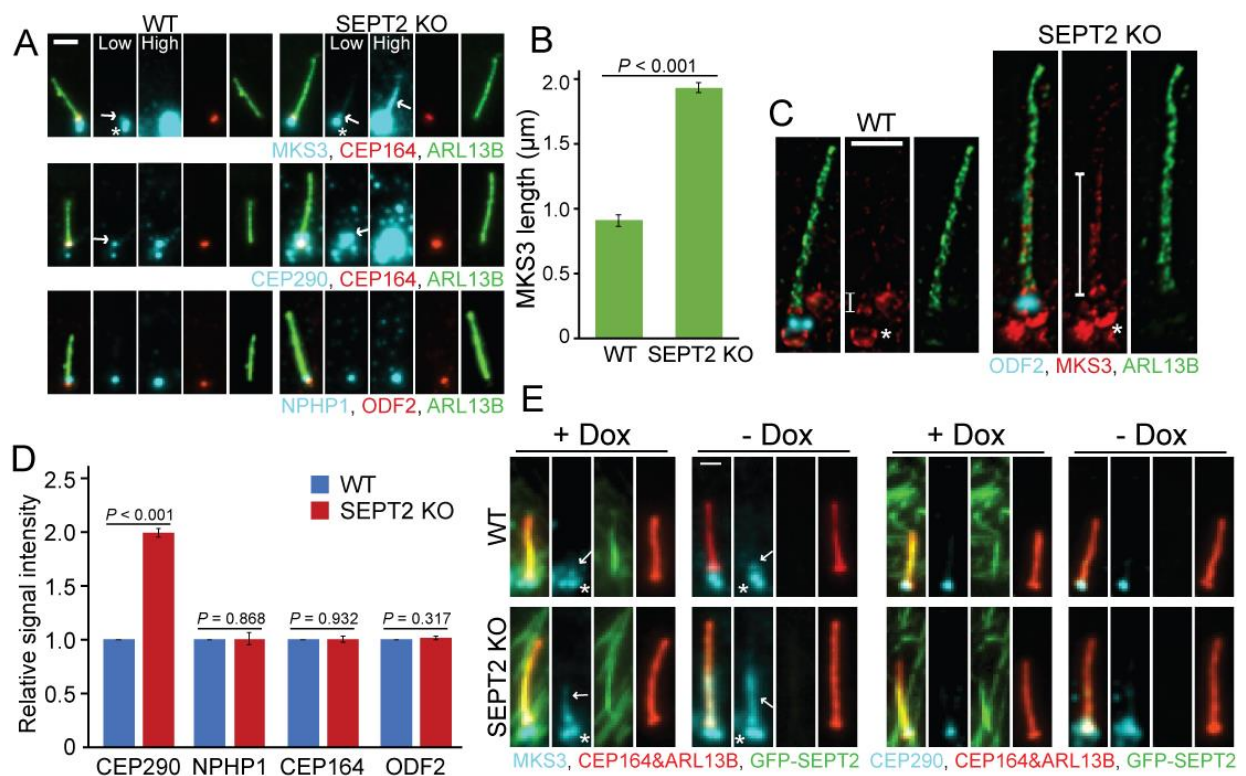 A
WT
SEPT2 KO
Low High
Low High
*
*
MKS3, CEP164, ARL13B
CEP290, CEP164, ARL13B
NPHP1, ODF2, ARL13B
B
P < 0.001
MKS3 length (μm)
2.0
1.5
1.0
0.5
0
WT SEPT2 KO
C
WT
SEPT2 KO
*
*
ODF2, MKS3, ARL13B
D
Relative signal intensity
2.5
2.0
1.5
1.0
0.5
0
WT
SEPT2 KO
P < 0.001
P = 0.868
P = 0.932
P = 0.317
CEP290 NPHP1 CEP164 ODF2
E
+ Dox - Dox + Dox - Dox
WT
*
*
SEPT2 KO
*
*
MKS3, CEP164&ARL13B, GFP-SEPT2
CEP290, CEP164&ARL13B, GFP-SEPT2